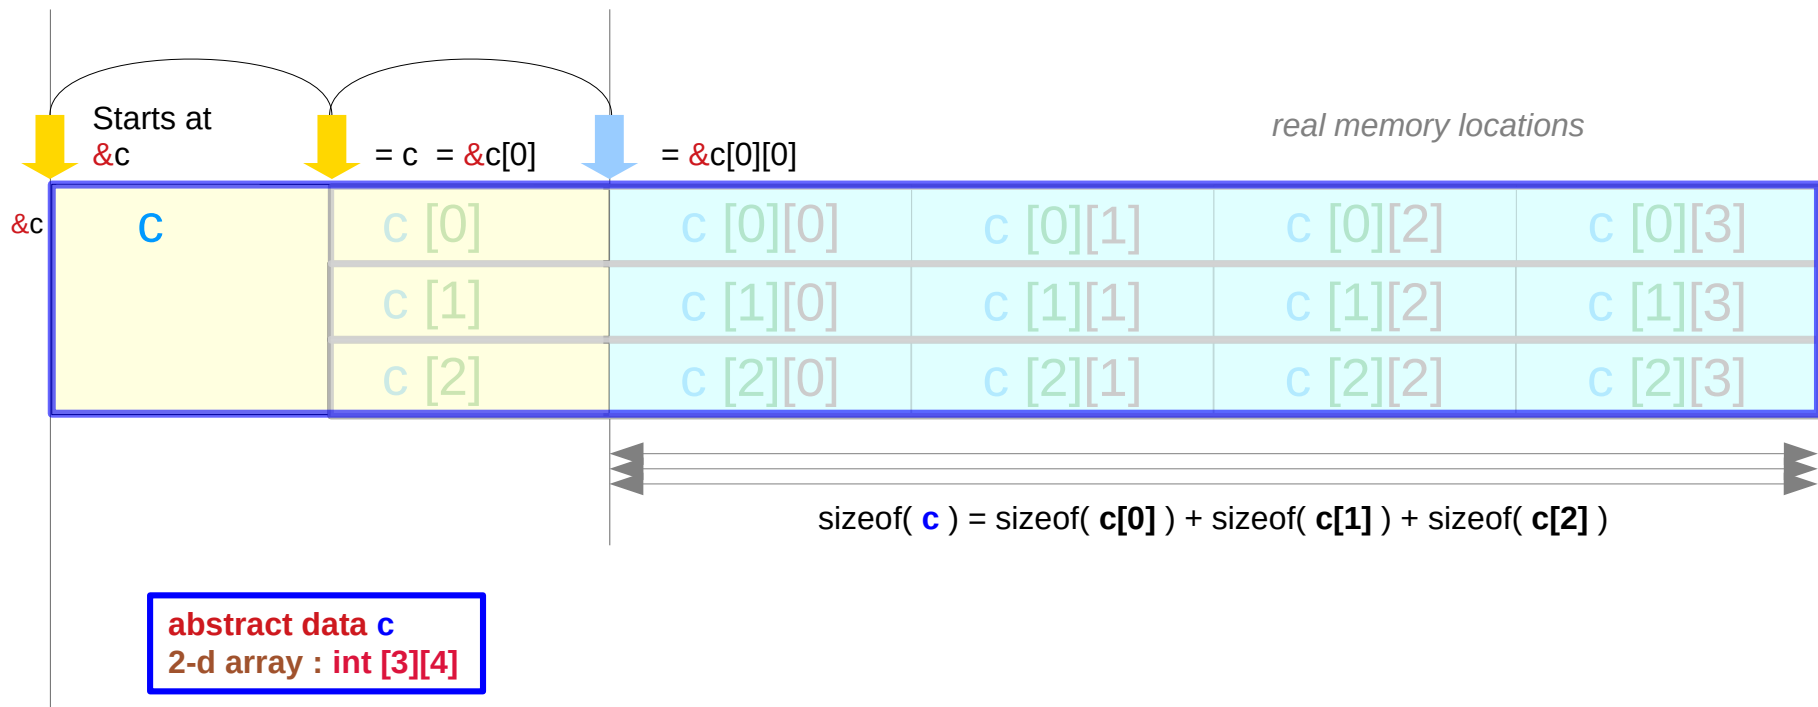 Starts at
&c
= c = &c[0]
= &c[0][0]
real memory locations
&c
c
c [0]
c [0][0]
c [0][1]
c [0][2]
c [0][3]
c [1]
c [1][0]
c [1][1]
c [1][2]
c [1][3]
c [2]
c [2][0]
c [2][1]
c [2][2]
c [2][3]
sizeof( c ) = sizeof( c[0] ) + sizeof( c[1] ) + sizeof( c[2] )
abstract data c
2-d array : int [3][4]